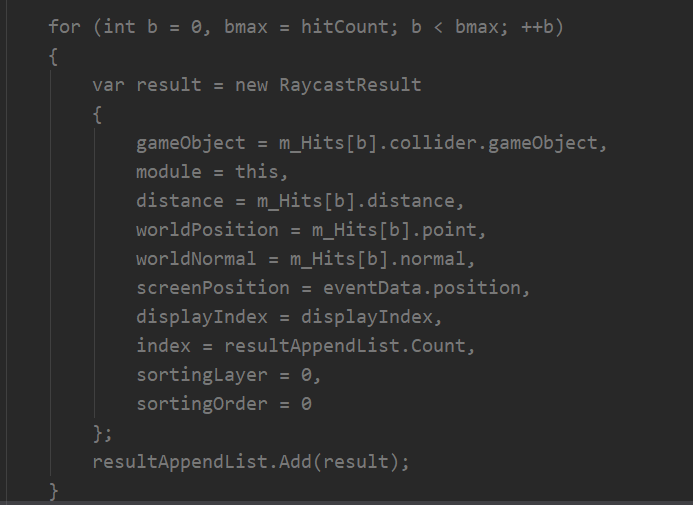 for (int b = 0, bmax = hitCount; b < bmax; ++b)
{
var result = new RaycastResult
{
gameObject = m_Hits[b].collider.gameObject,
module = this,
distance = m_Hits[b].distance,
worldPosition = m_Hits[b].point,
worldNormal = m_Hits[b].normal,
screenPosition = eventData.position,
displayIndex = displayIndex,
index = resultAppendList.Count,
sortingLayer = 0,
sortingOrder = 0
};
resultAppendList.Add(result);
}